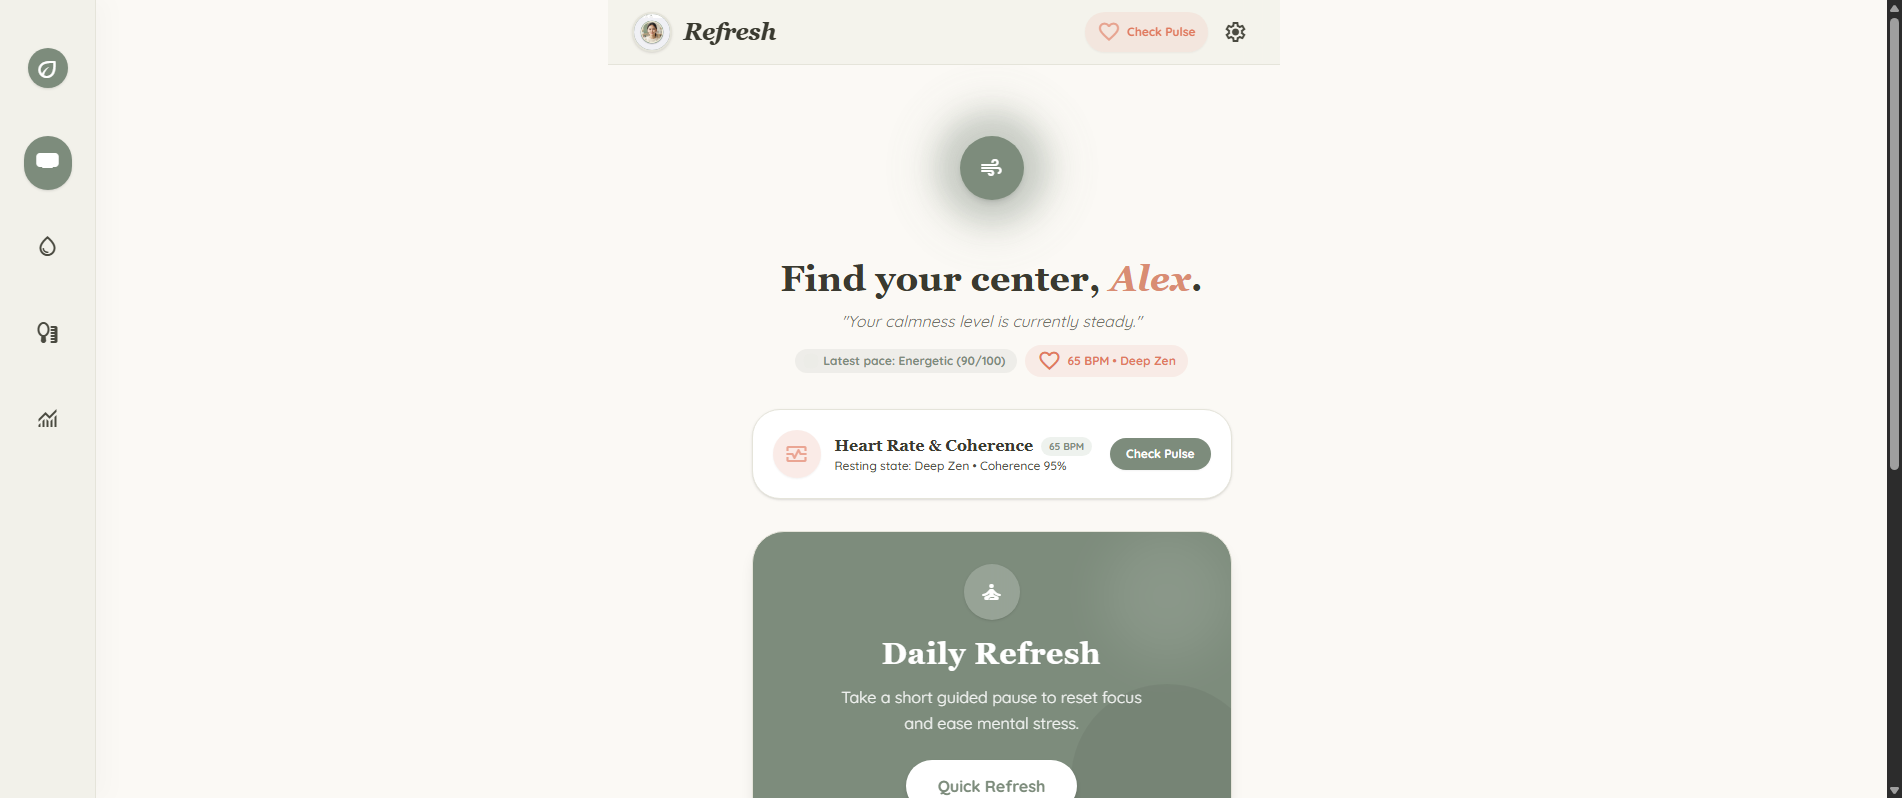 Refresh
Check Pulse
Find your center, Alex.
"Your calmness level is currently steady."
Latest pace: Energetic (90/100)
65 BPM • Deep Zen
Heart Rate & Coherence
65 BPM
Resting state: Deep Zen • Coherence 95%
Check Pulse
Daily Refresh
Take a short guided pause to reset focus
and ease mental stress.
Quick Refresh